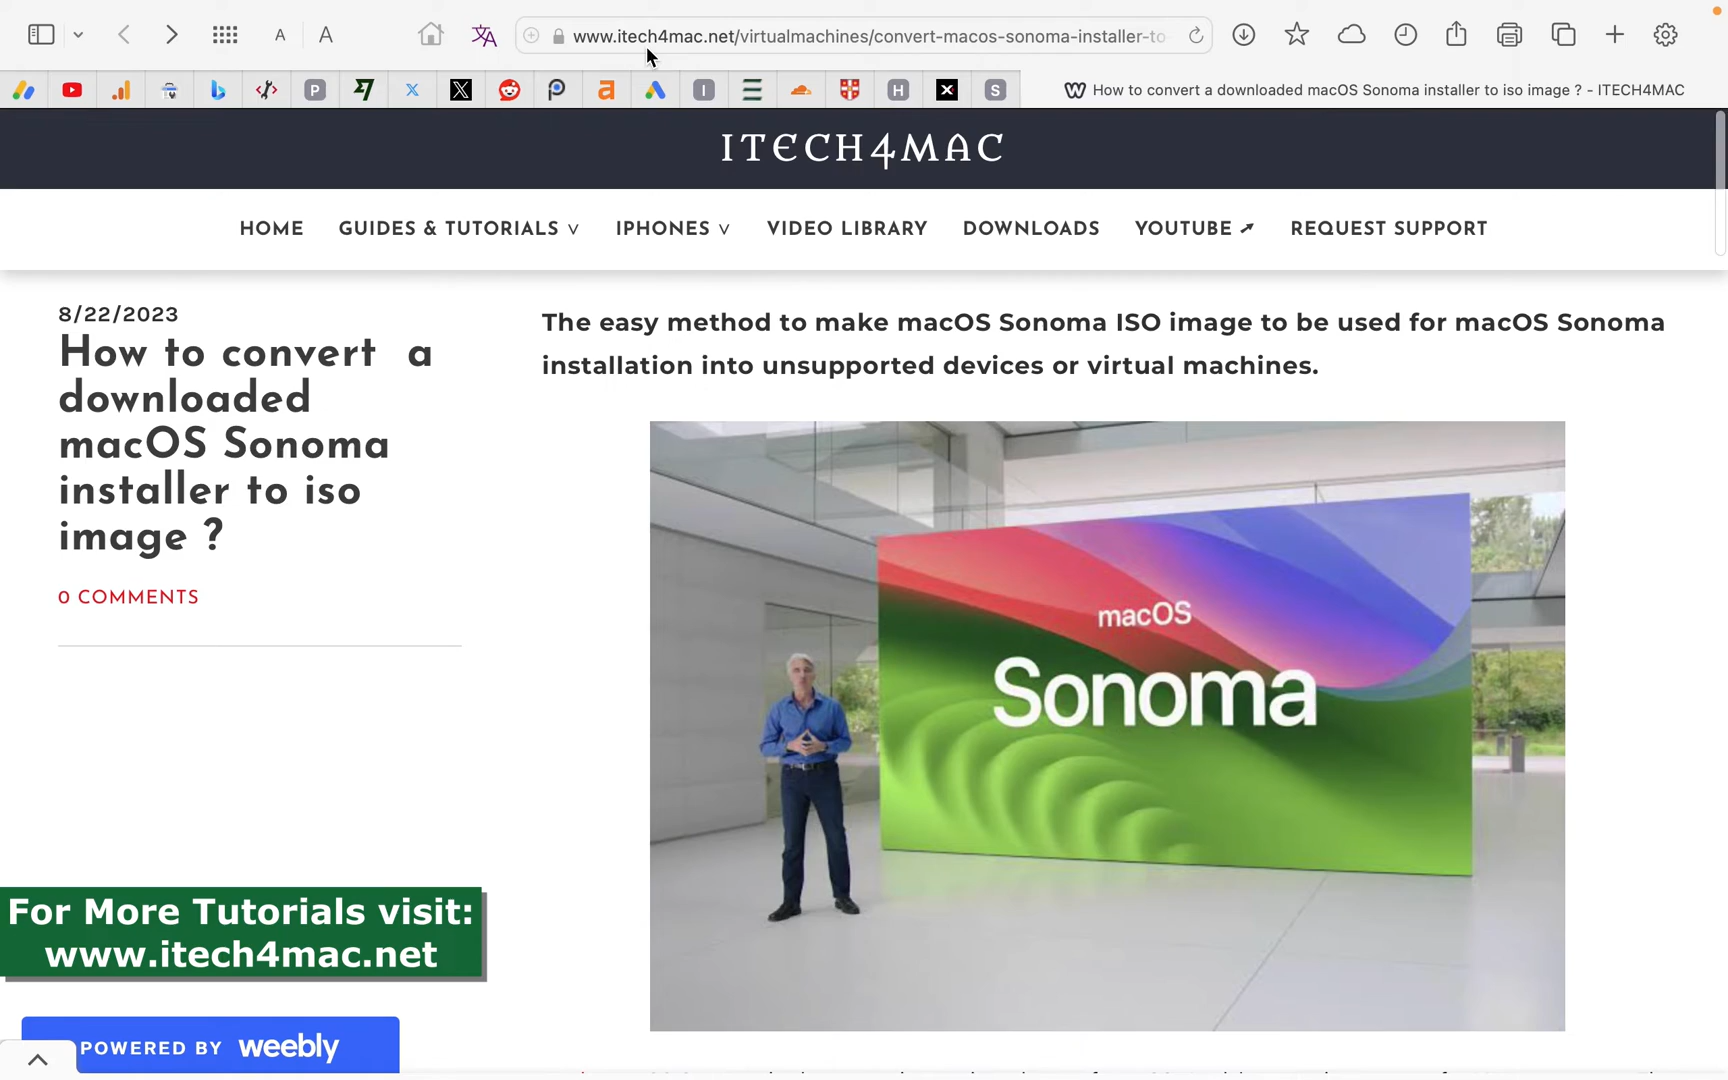 A A
www.itech4mac.net/virtualmachines/convert-macos-sonoma-installer-to
P I H S
How to convert a downloaded macOS Sonoma installer to iso image ? - ITECH4MAC
ITECH4MAC
HOME GUIDES & TUTORIALS V IPHONES V VIDEO LIBRARY DOWNLOADS YOUTUBE REQUEST SUPPORT
8/22/2023
How to convert a
downloaded
macOS Sonoma
installer to iso
image ?
0 COMMENTS
The easy method to make macOS Sonoma ISO image to be used for macOS Sonoma
installation into unsupported devices or virtual machines.
macOS
Sonoma
For More Tutorials visit:
www.itech4mac.net
POWERED BY weebly